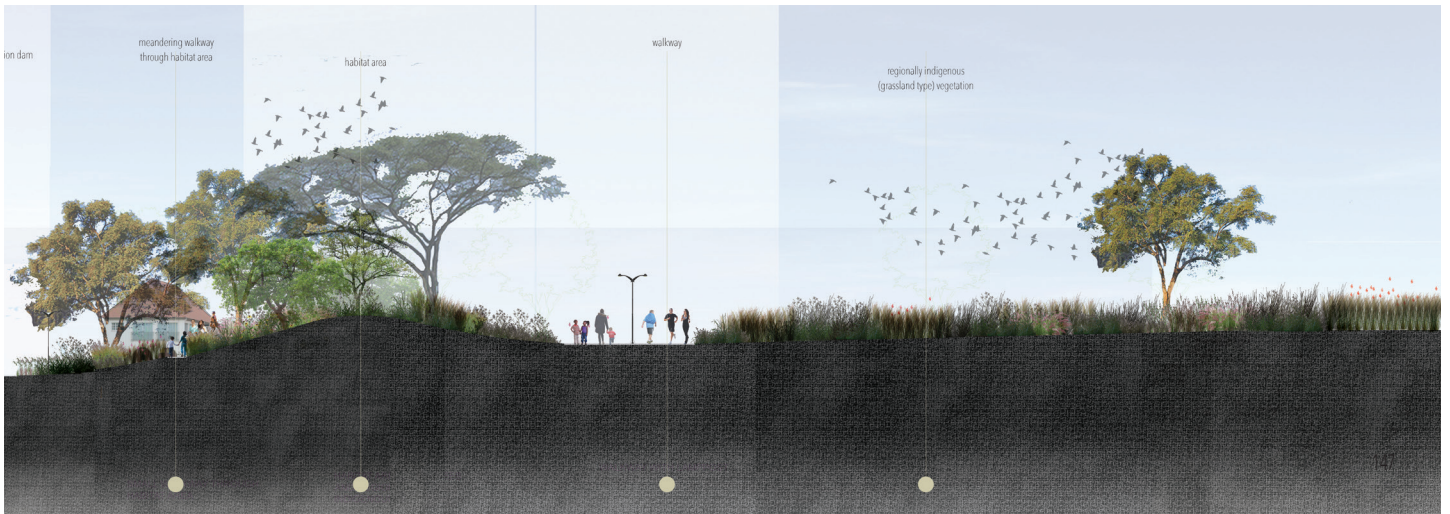 ion dam
meandering walkway
through habitat area
habitat area
walkway
regionally indigenous
(grassland type) vegetation
147